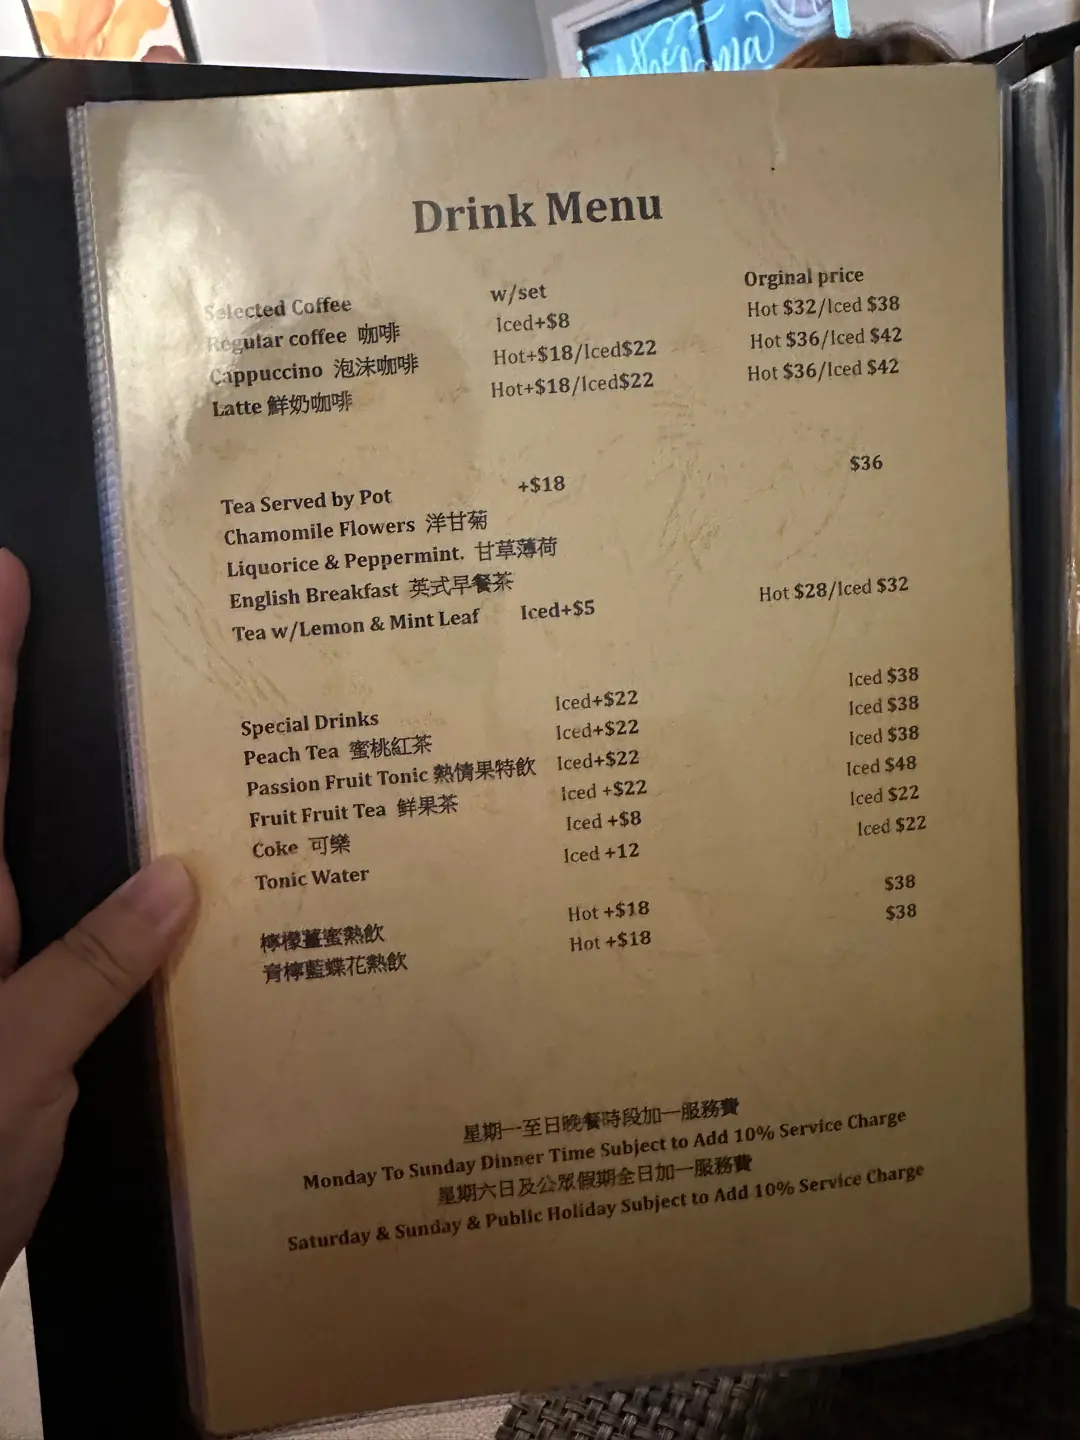 Drink Menu
Selected Coffee w/set Orginal price
Regular coffee 咖啡 Iced+$8 Hot $32/Iced $38
Cappuccino 泡沫咖啡 Hot+$18/Iced$22 Hot $36/Iced $42
Latte 鮮奶咖啡 Hot+$18/Iced$22 Hot $36/Iced $42
Tea Served by Pot +$18 $36
Chamomile Flowers 洋甘菊
Liquorice & Peppermint. 甘草薄荷
English Breakfast 英式早餐茶
Tea w/Lemon & Mint Leaf Iced+$5 Hot $28/Iced $32
Special Drinks Iced+$22 Iced $38
Peach Tea 蜜桃紅茶 Iced+$22 Iced $38
Passion Fruit Tonic 熱情果特飲 Iced+$22 Iced $38
Fruit Fruit Tea 鲜果茶 Iced +$22 Iced $48
Coke 可樂 Iced +$8 Iced $22
Tonic Water Iced +12 Iced $22
檸檬薑蜜熱飲 Hot +$18 $38
青檸藍蝶花熱飲 Hot +$18 $38
星期一至日晚餐時段加一服務費
Monday To Sunday Dinner Time Subject to Add 10% Service Charge
星期六日及公眾假期全日加一服務費
Saturday & Sunday & Public Holiday Subject to Add 10% Service Charge